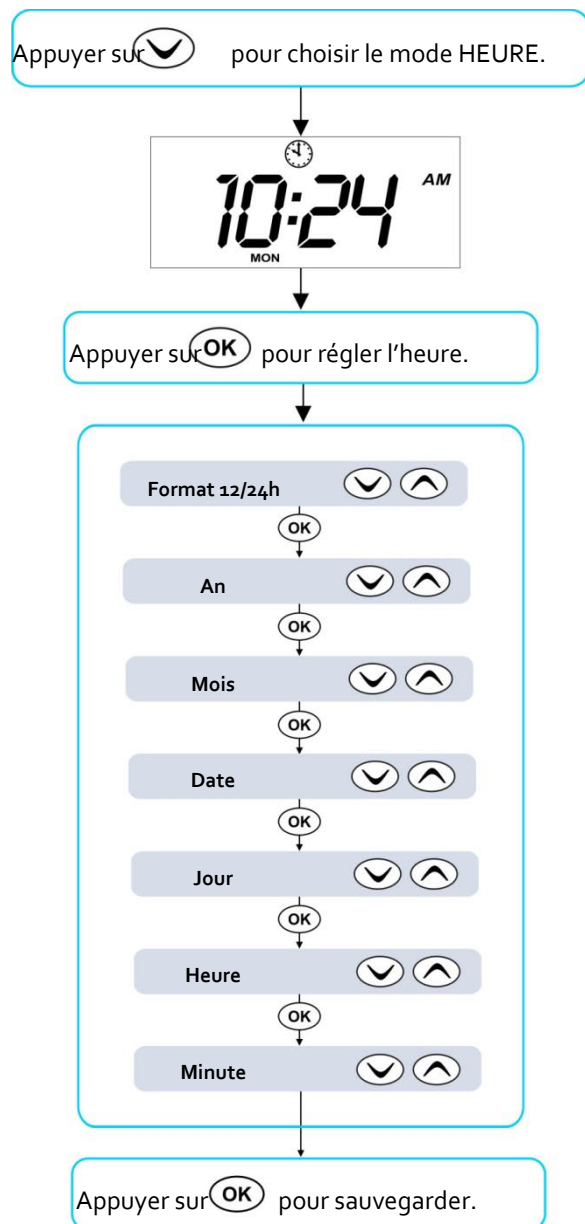 Appuyer sur pour choisir le mode HEURE.
10:24 AM
MON
Appuyer sur OK pour régler l'heure.
Format 12/24h
OK
An
OK
Mois
OK
Date
OK
Jour
OK
Heure
OK
Minute
Appuyer sur OK pour sauvegarder.